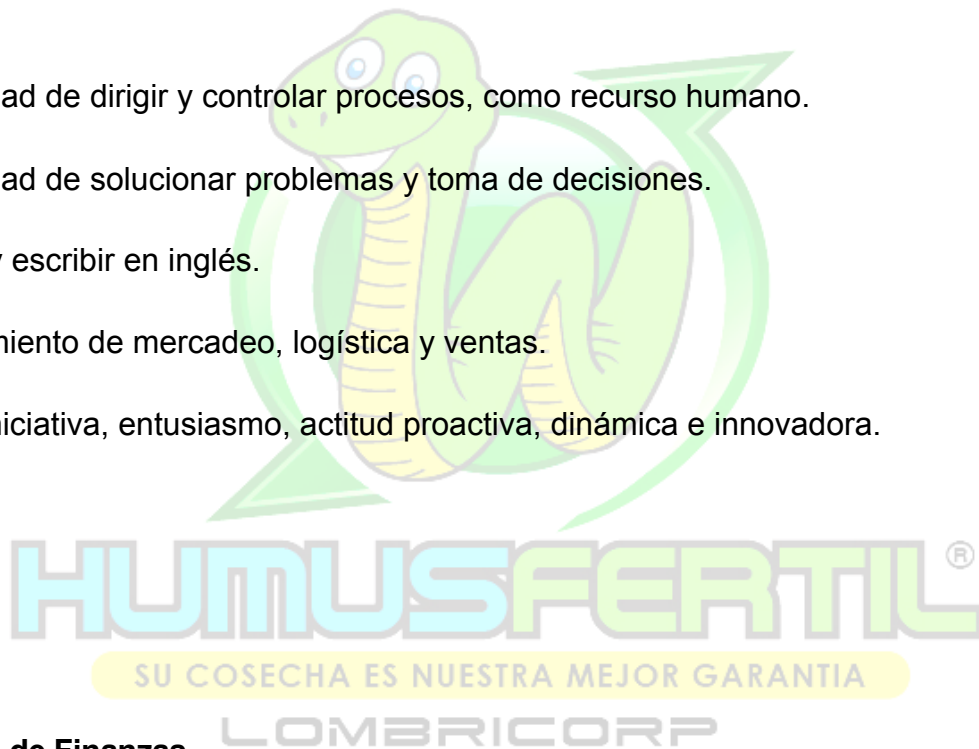 ad de dirigir y controlar procesos, como recurso humano.
ad de solucionar problemas y toma de decisiones.
escribir en inglés.
miento de mercadeo, logística y ventas.
niciativa, entusiasmo, actitud proactiva, dinámica e innovadora.
HUMUSFERTIL®
SU COSECHA ES NUESTRA MEJOR GARANTIA
LOMBRICORP
de Finanzas